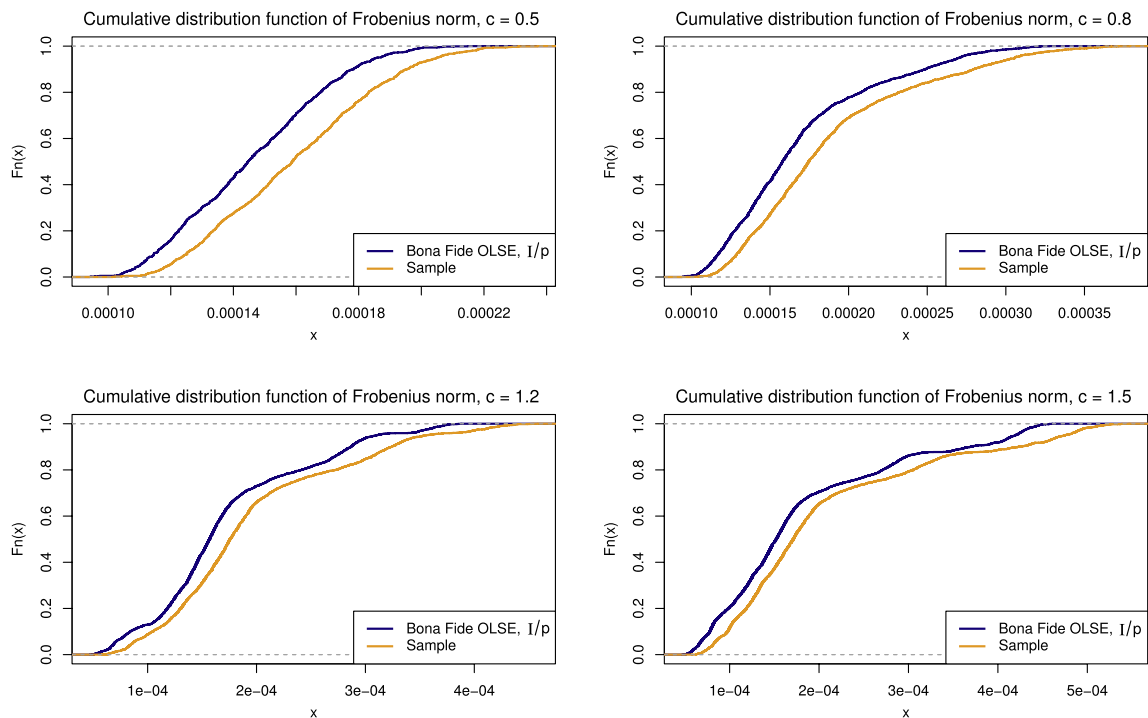 Cumulative distribution function of Frobenius norm, c = 0.5
Fn(x)
0.0 0.2 0.4 0.6 0.8 1.0
Bona Fide OLSE, I/p
Sample
0.00010 0.00014 0.00018 0.00022
x
Cumulative distribution function of Frobenius norm, c = 0.8
Fn(x)
0.0 0.2 0.4 0.6 0.8 1.0
Bona Fide OLSE, I/p
Sample
0.00010 0.00015 0.00020 0.00025 0.00030 0.00035
x
Cumulative distribution function of Frobenius norm, c = 1.2
Fn(x)
0.0 0.2 0.4 0.6 0.8 1.0
Bona Fide OLSE, I/p
Sample
1e-04 2e-04 3e-04 4e-04
x
Cumulative distribution function of Frobenius norm, c = 1.5
Fn(x)
0.0 0.2 0.4 0.6 0.8 1.0
Bona Fide OLSE, I/p
Sample
1e-04 2e-04 3e-04 4e-04 5e-04
x